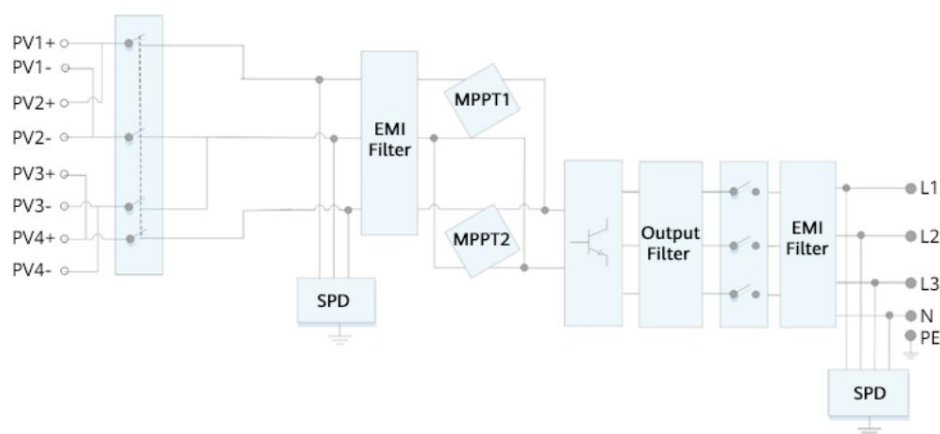 PV1+
PV1-
PV2+
PV2-
PV3+
PV3-
PV4+
PV4-
EMI
Filter
MPPT1
MPPT2
SPD
Output
Filter
EMI
Filter
L1
L2
L3
N
PE
SPD